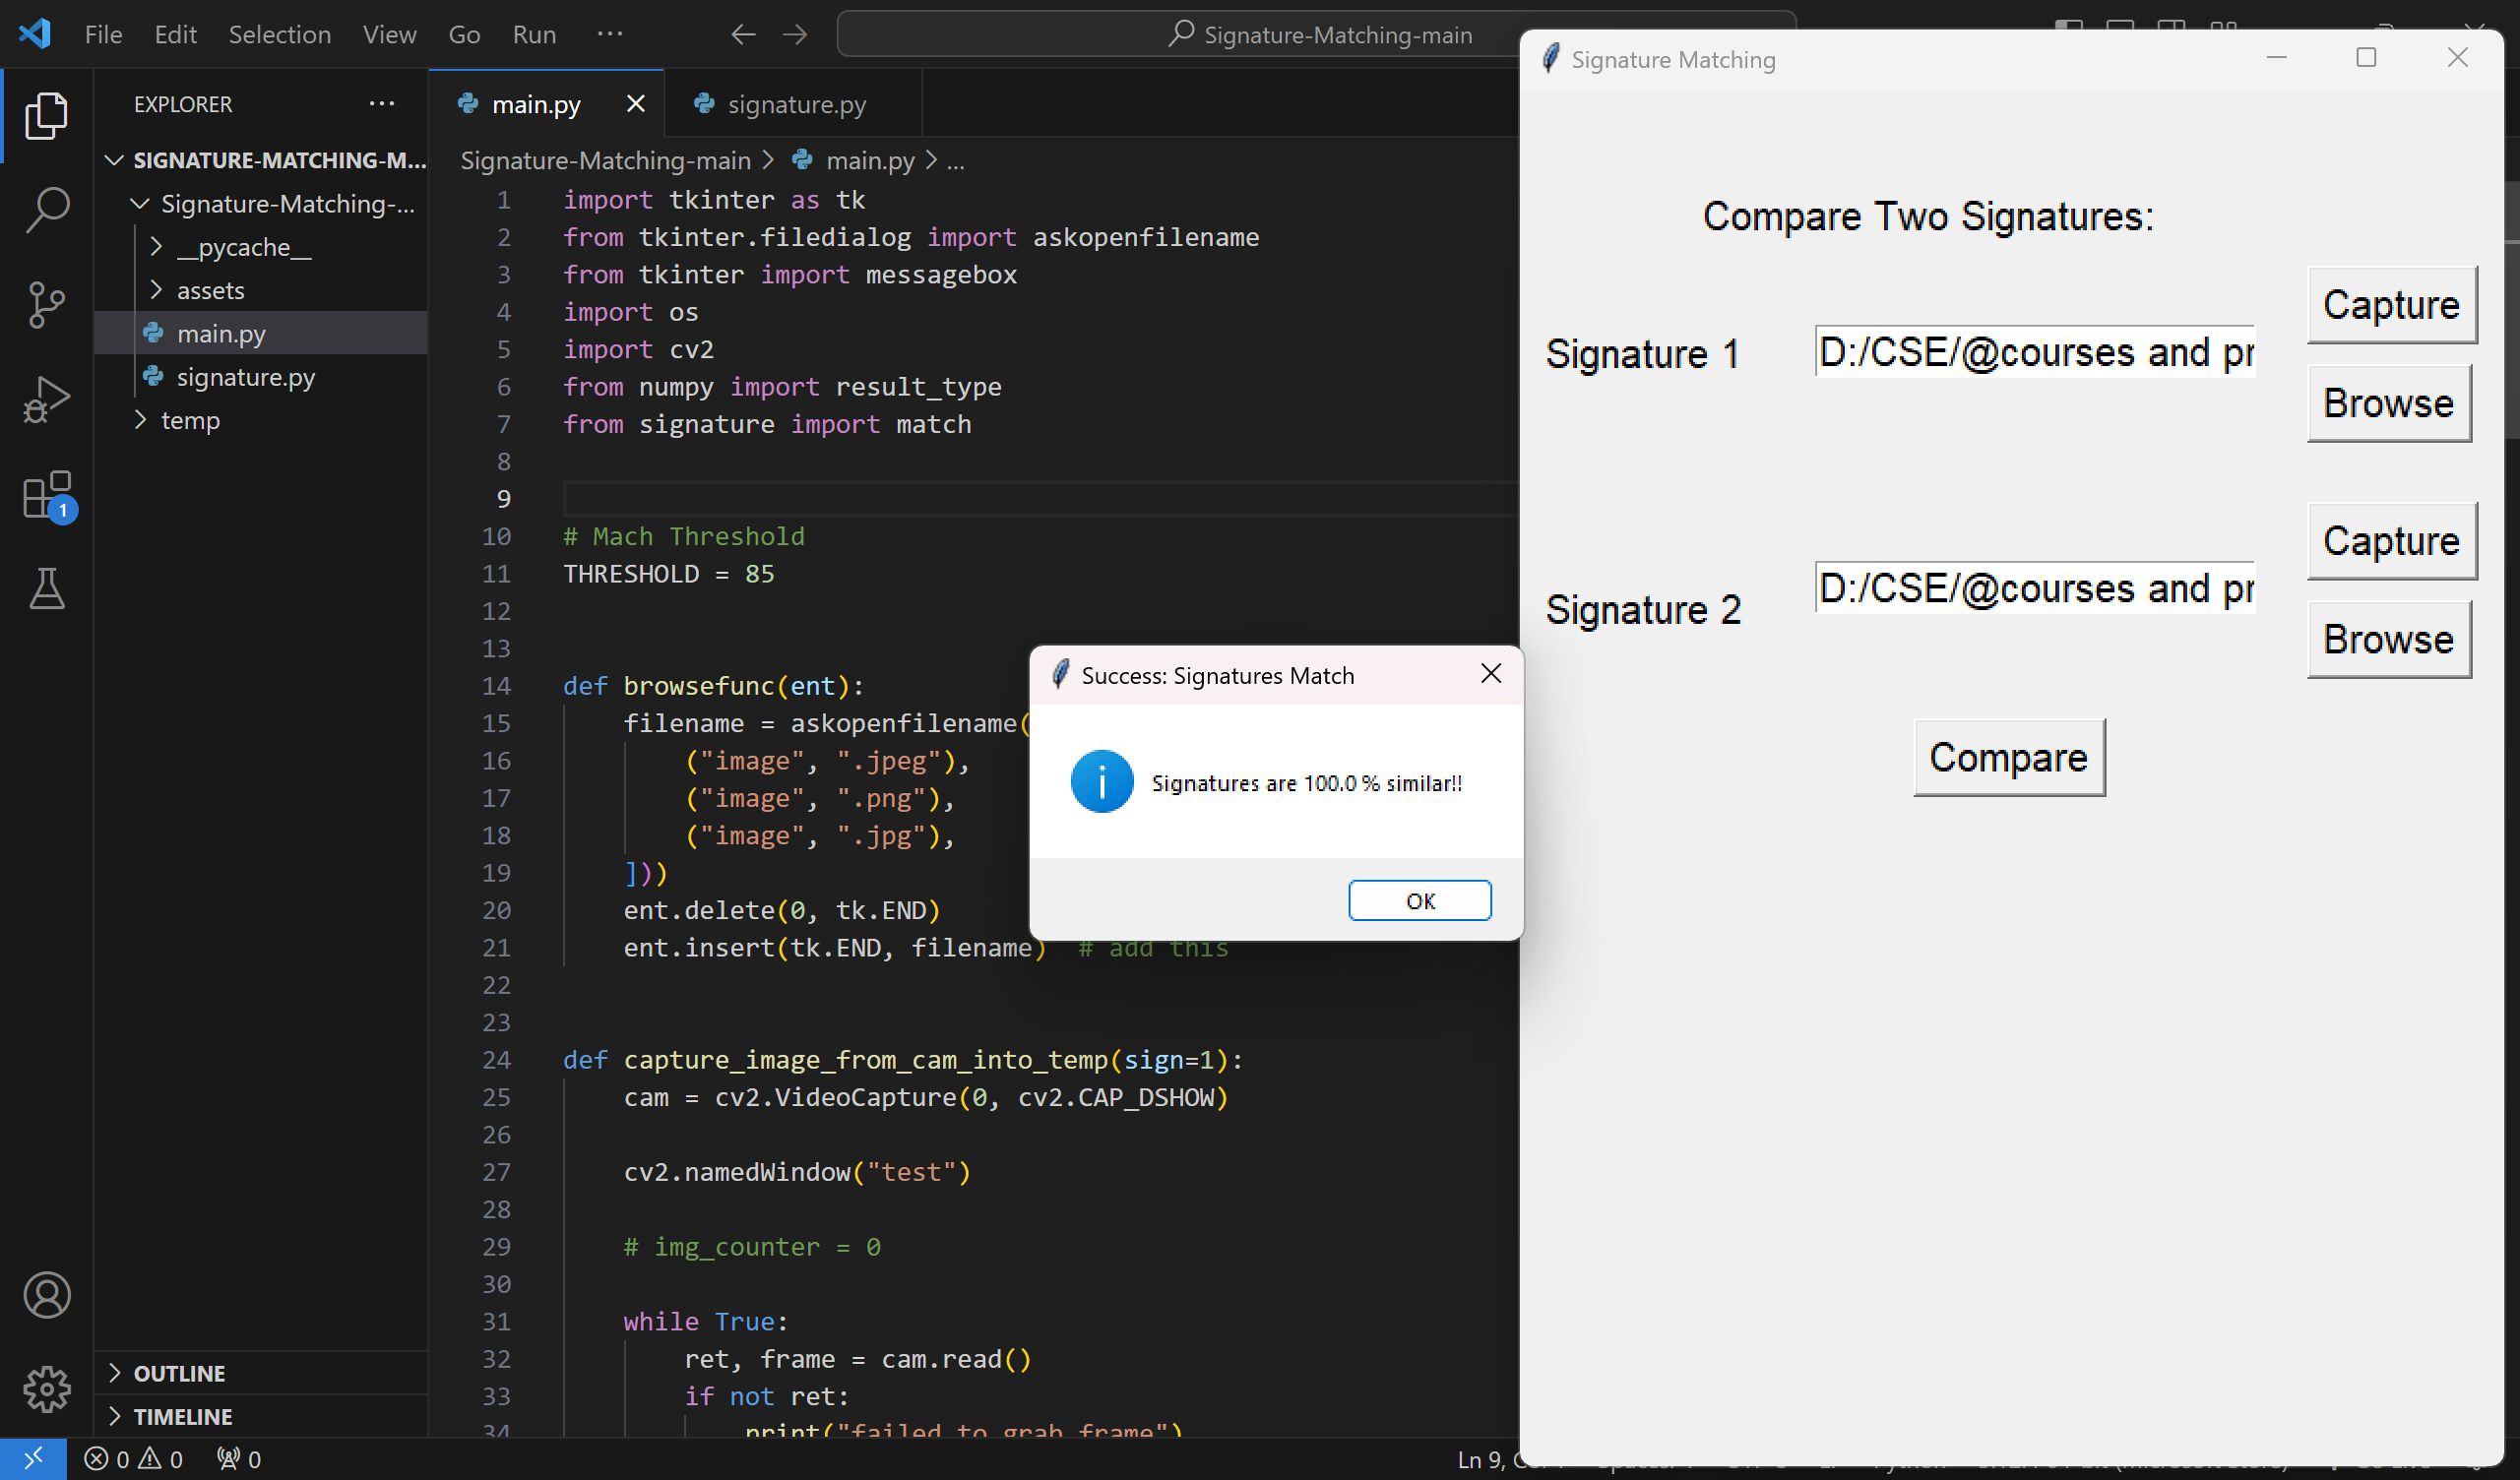 File Edit Selection View Go Run ...
Signature-Matching-main
EXPLORER ...
SIGNATURE-MATCHING-M...
Signature-Matching-...
__pycache__
assets
main.py
signature.py
temp
1
OUTLINE
TIMELINE
main.py
signature.py
Signature-Matching-main > main.py > ...
1 import tkinter as tk
2 from tkinter.filedialog import askopenfilename
3 from tkinter import messagebox
4 import os
5 import cv2
6 from numpy import result_type
7 from signature import match
8
9
10 # Mach Threshold
11 THRESHOLD = 85
12
13
14 def browsefunc(ent):
15 filename = askopenfilename(
16 ("image", ".jpeg"),
17 ("image", ".png"),
18 ("image", ".jpg"),
19 ]))
20 ent.delete(0, tk.END)
21 ent.insert(tk.END, filename) # add this
22
23
24 def capture_image_from_cam_into_temp(sign=1):
25 cam = cv2.VideoCapture(0, cv2.CAP_DSHOW)
26
27 cv2.namedWindow("test")
28
29 # img_counter = 0
30
31 while True:
32 ret, frame = cam.read()
33 if not ret:
34 print("failed to grab frame")
Success: Signatures Match
Signatures are 100.0 % similar!!
OK
Signature Matching
Compare Two Signatures:
Signature 1
D:/CSE/@courses and pr
Capture
Browse
Signature 2
D:/CSE/@courses and pr
Capture
Browse
Compare
0 0 0
Ln 9,